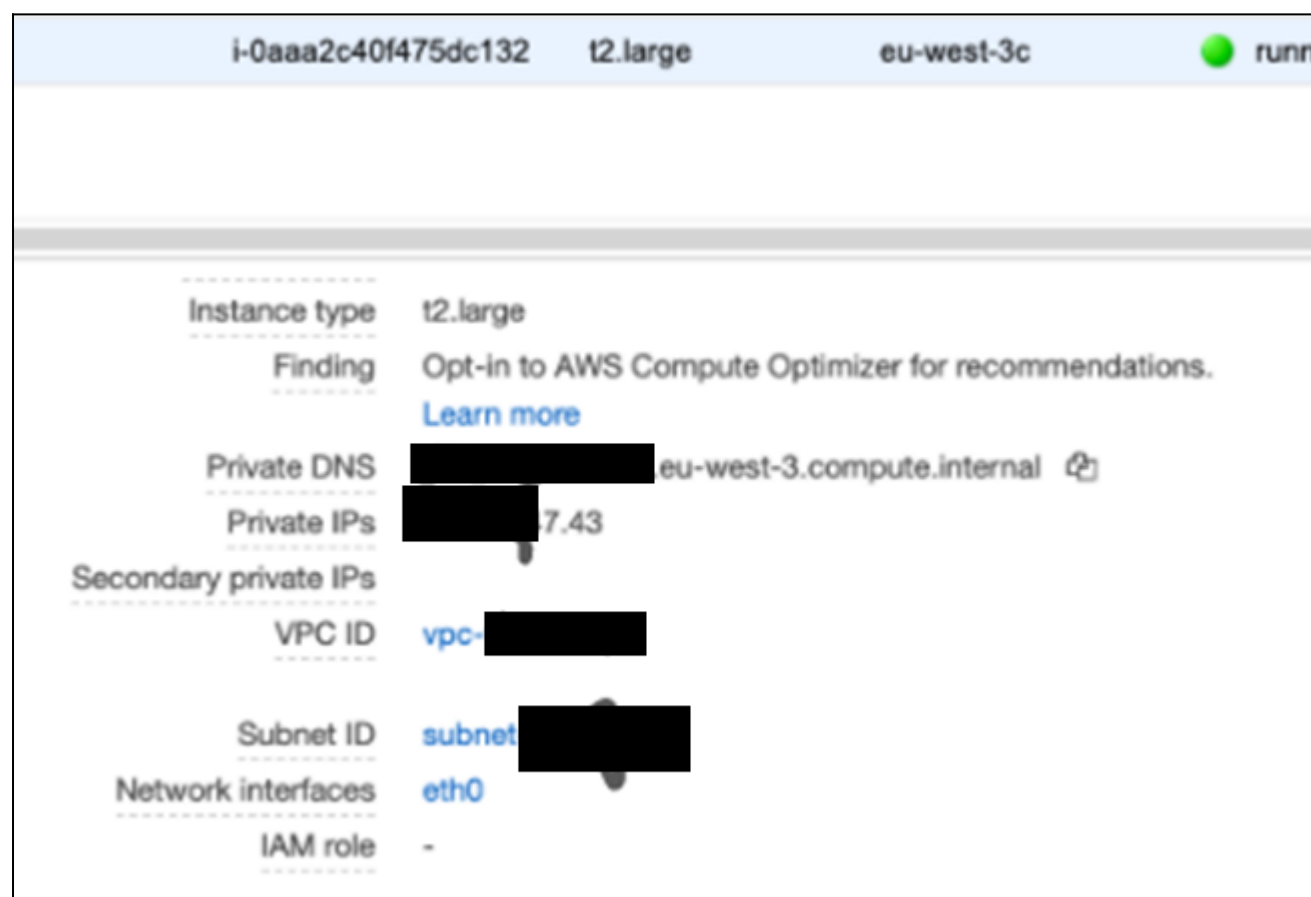 i-0aaa2c40f475dc132 t2.large eu-west-3c runn
Instance type t2.large
Finding Opt-in to AWS Compute Optimizer for recommendations.
Learn more
Private DNS .eu-west-3.compute.internal
Private IPs 7.43
Secondary private IPs
VPC ID vpc-
Subnet ID subnet
Network interfaces eth0
IAM role -